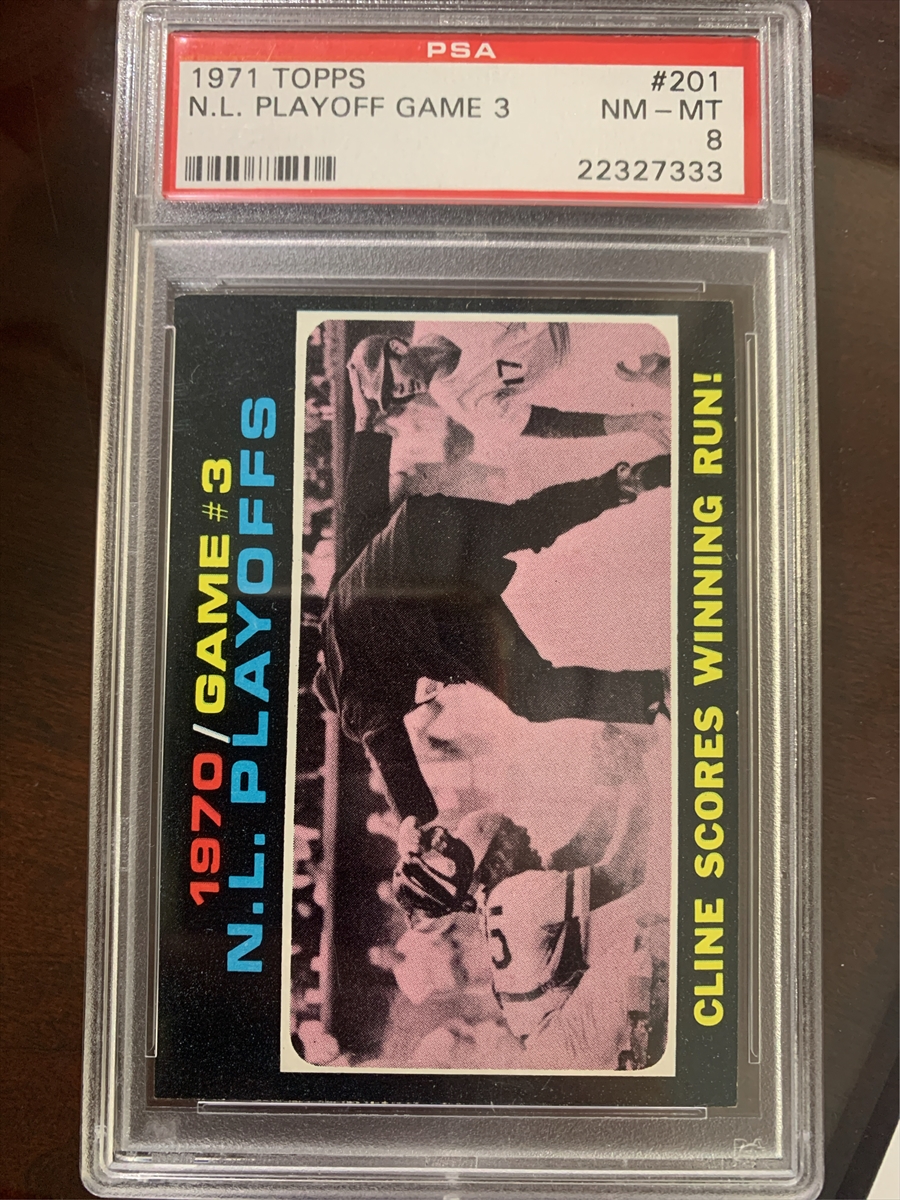 PSA
1971 TOPPS #201
N.L. PLAYOFF GAME 3 NM - MT
8
22327333
1970/GAME #3
N.L. PLAYOFFS
17
CLINE SCORES WINNING RUN!